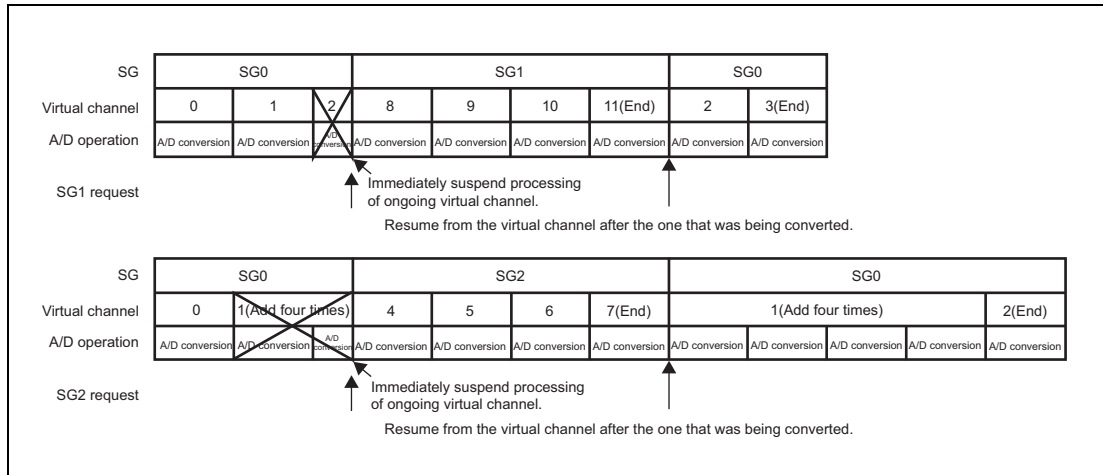 SG SG0 SG1 SG0
Virtual channel 0 1 2 8 9 10 11(End) 2 3(End)
A/D operation A/D conversion A/D conversion A/D conversion A/D conversion A/D conversion A/D conversion A/D conversion A/D conversion A/D conversion
SG1 request
Immediately suspend processing
of ongoing virtual channel.
Resume from the virtual channel after the one that was being converted.
SG SG0 SG2 SG0
Virtual channel 0 1(Add four times) 4 5 6 7(End) 1(Add four times) 2(End)
A/D operation A/D conversion A/D conversion A/D conversion A/D conversion A/D conversion A/D conversion A/D conversion A/D conversion A/D conversion A/D conversion A/D conversion A/D conversion
SG2 request
Immediately suspend processing
of ongoing virtual channel.
Resume from the virtual channel after the one that was being converted.